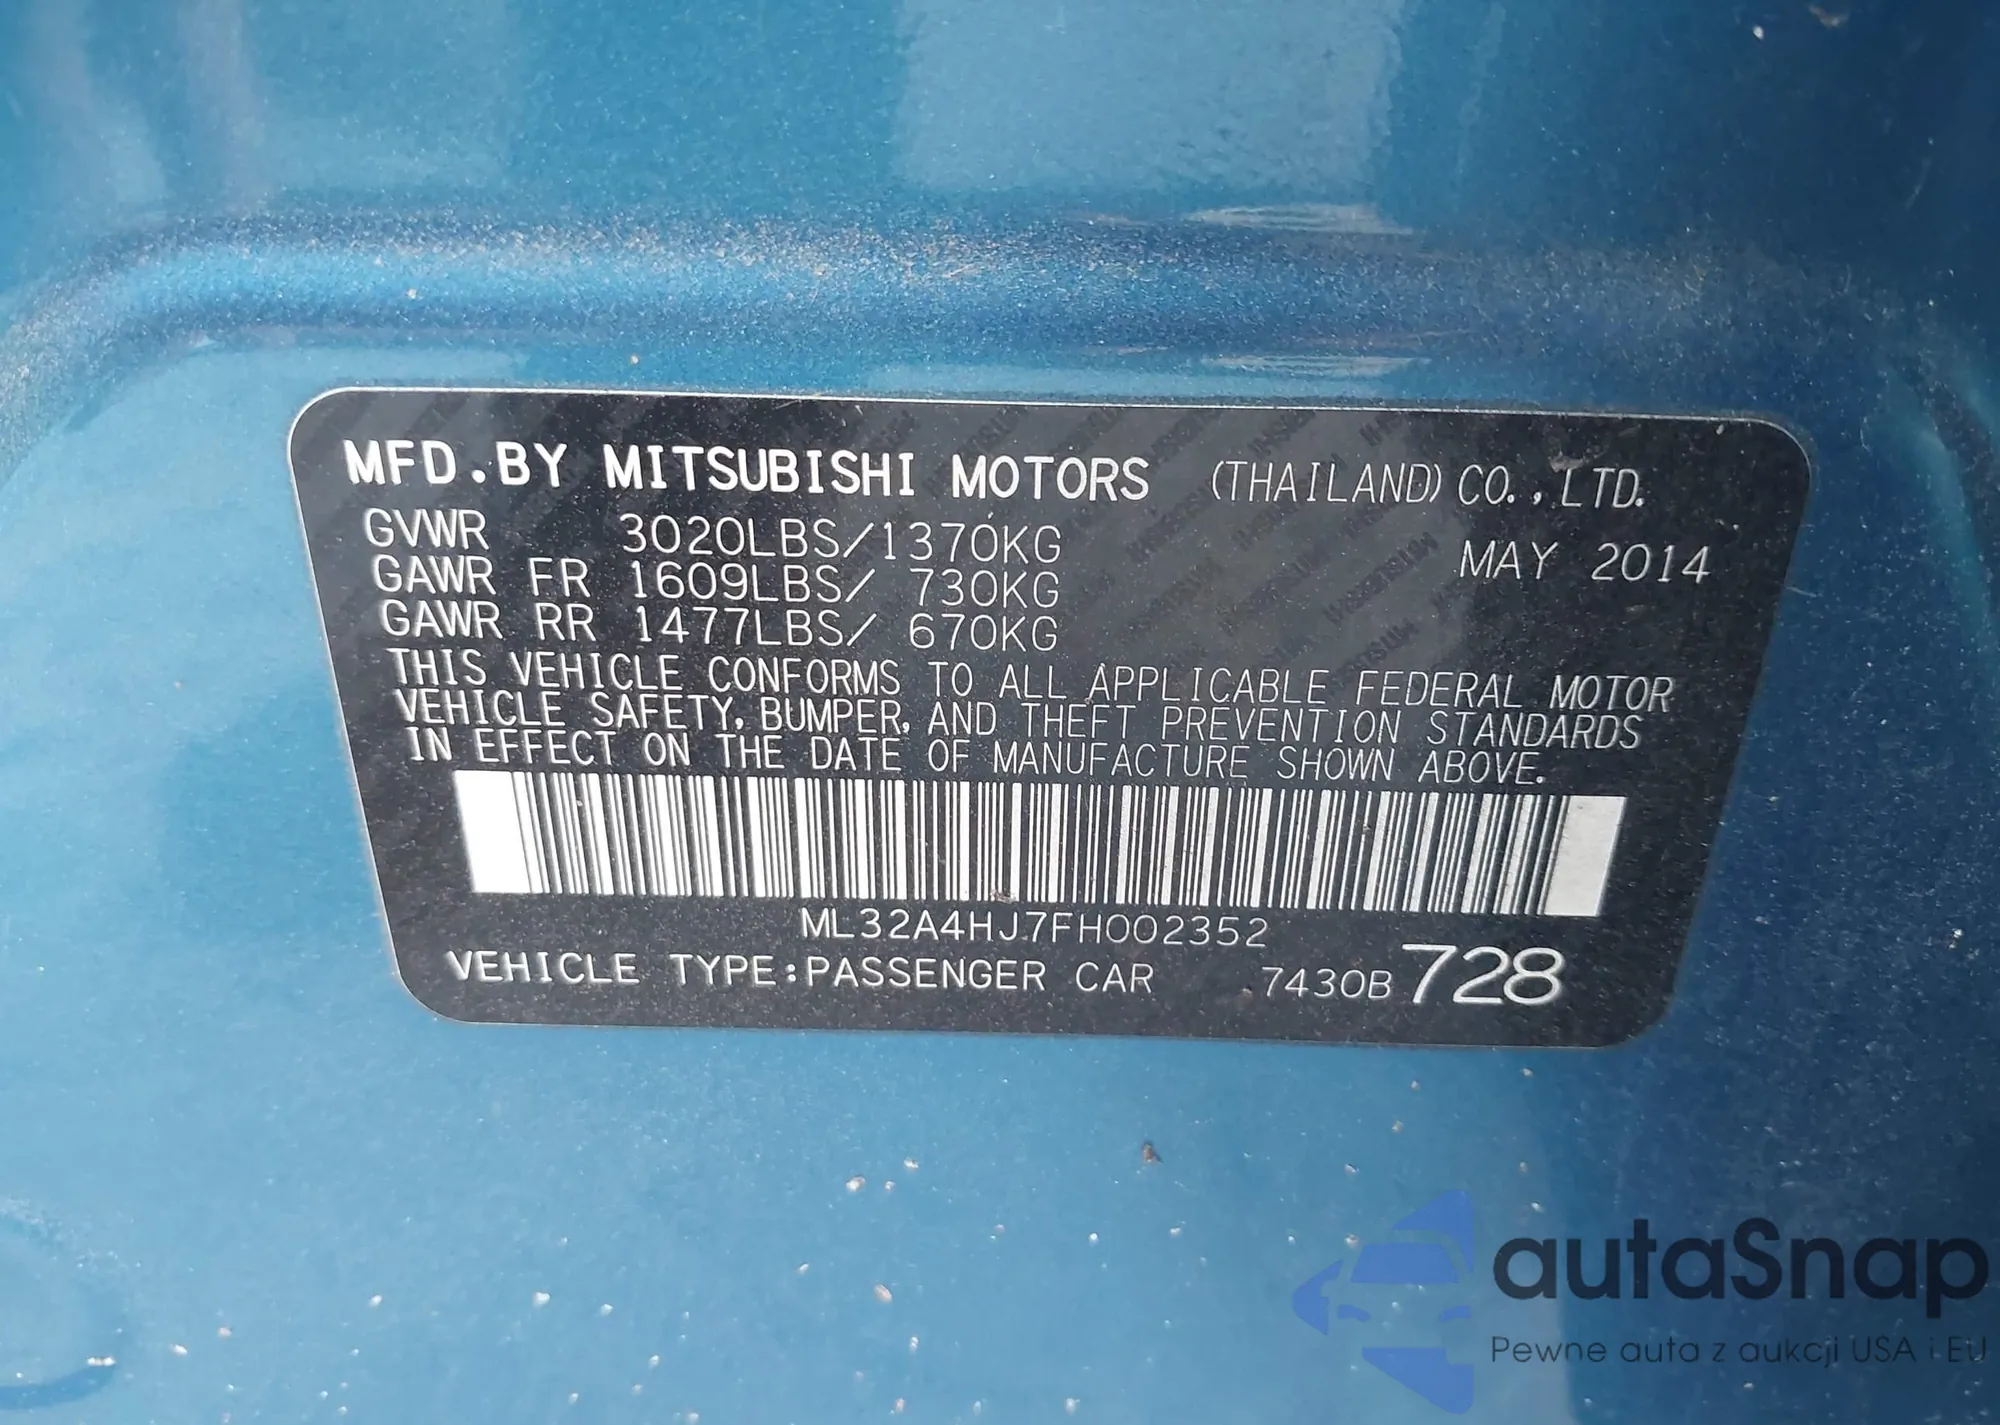 MFD.BY MITSUBISHI MOTORS (THAILAND) CO.,LTD.
GVWR 3020LBS/1370KG MAY 2014
GAWR FR 1609LBS/ 730KG
GAWR RR 1477LBS/ 670KG
THIS VEHICLE CONFORMS TO ALL APPLICABLE FEDERAL MOTOR
VEHICLE SAFETY, BUMPER, AND THEFT PREVENTION STANDARDS
IN EFFECT ON THE DATE OF MANUFACTURE SHOWN ABOVE.
ML32A4HJ7FH002352
VEHICLE TYPE:PASSENGER CAR 7430B 728
autaSnap
Pewne auta z aukcji USA i EU